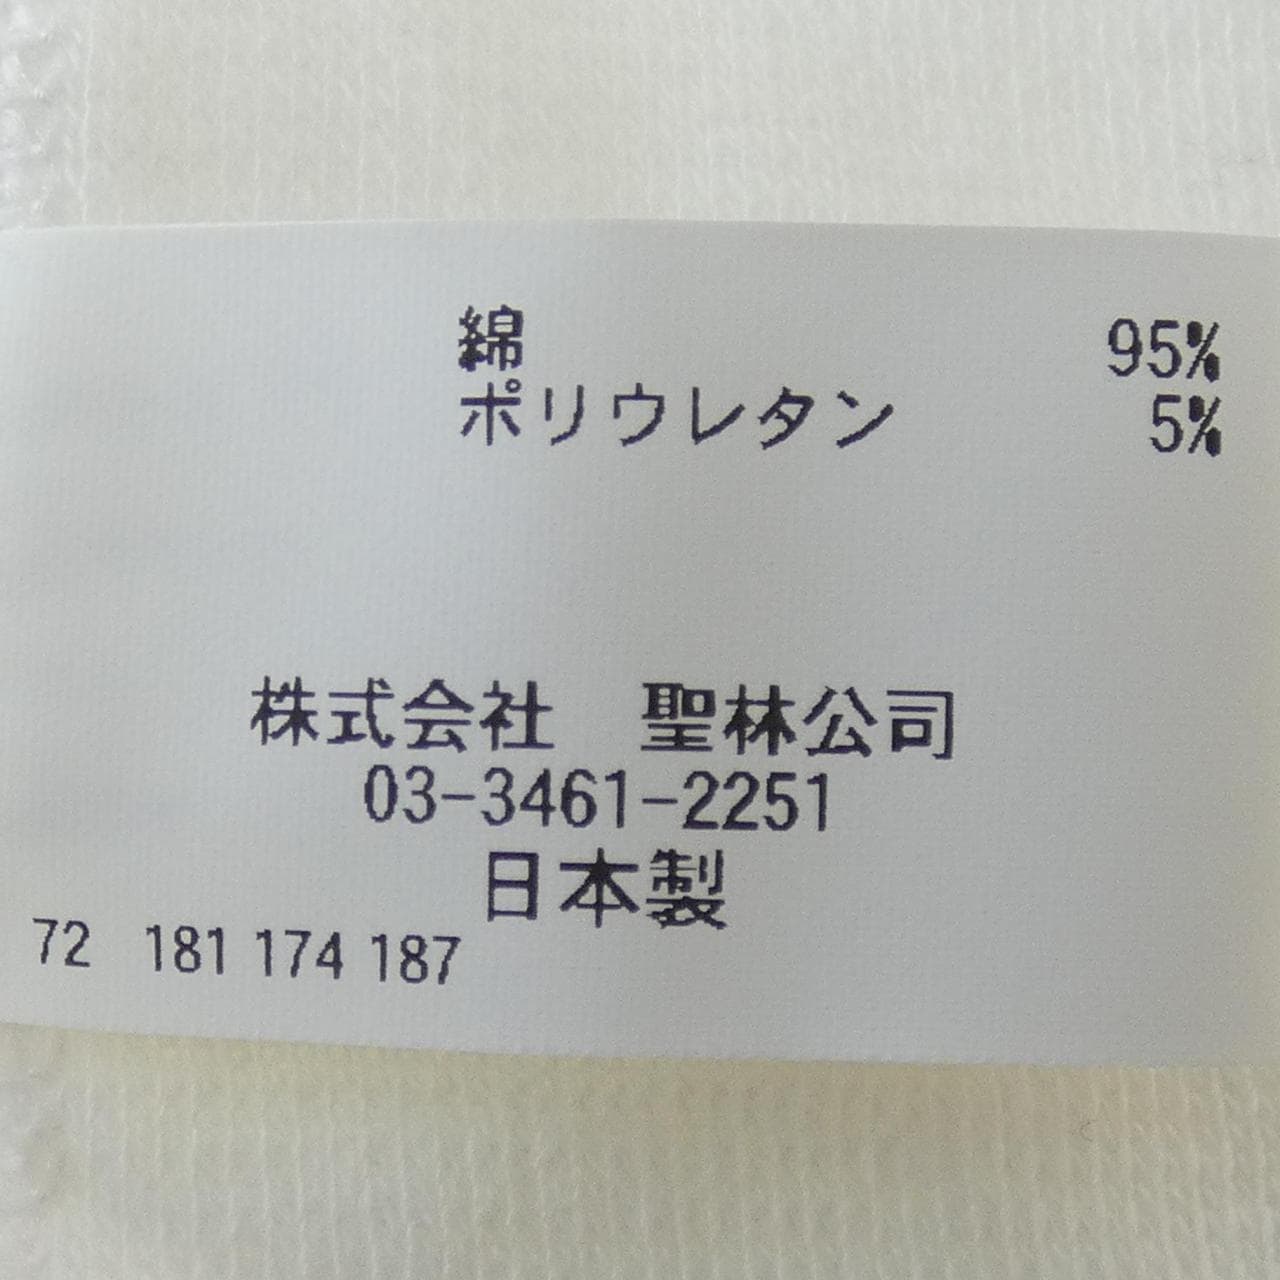 綿 95%
ポリウレタン 5%
株式会社　聖林公司
03-3461-2251
日本製
72 181 174 187